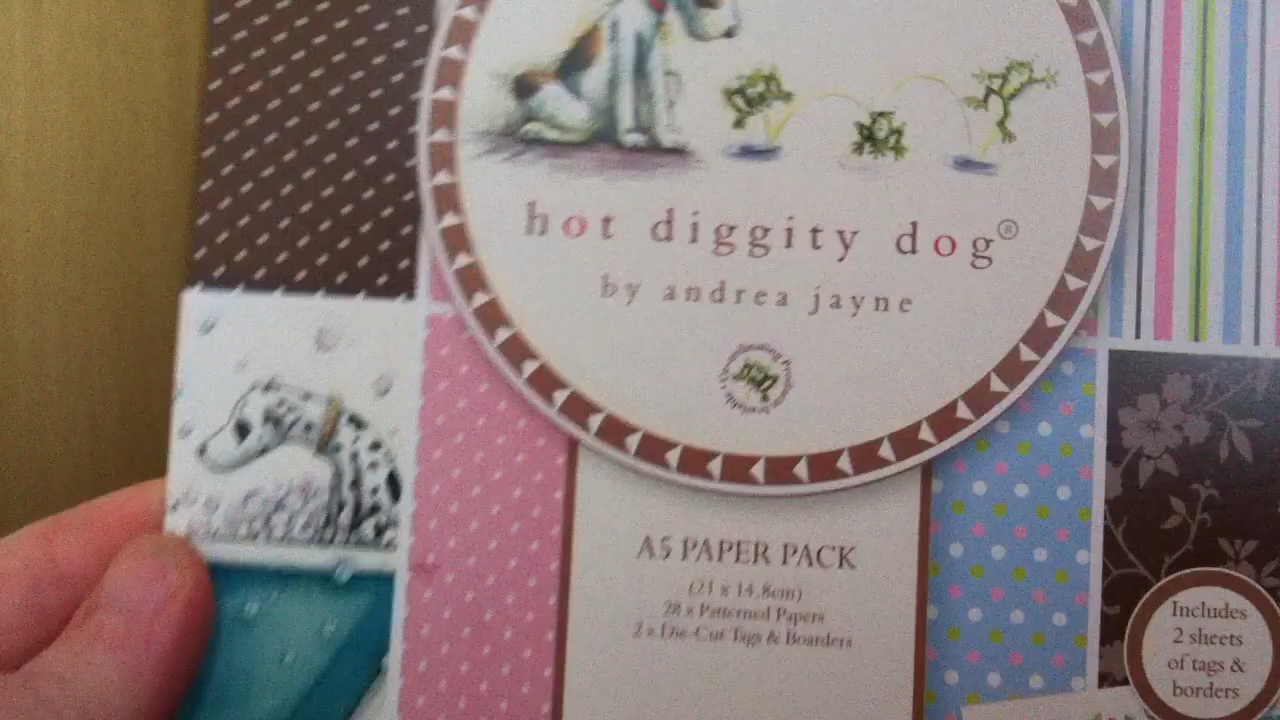 hot diggity dog®
by andrea jayne
A5 PAPER PACK
(21 x 14.8cm)
28 x Patterned Papers
2 x Die-Cut Tags & Boarders
Includes
2 sheets
of tags &
borders